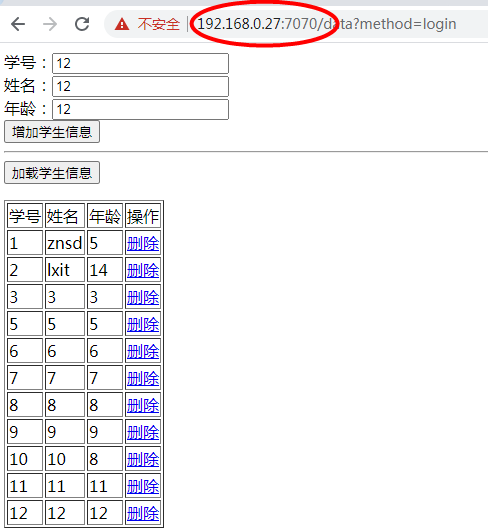 不安全 | 192.168.0.27:7070/data?method=login
学号：12
姓名：12
年龄：12
增加学生信息
加载学生信息
学号 姓名 年龄 操作
1 znsd 5 删除
2 lxit 14 删除
3 3 3 删除
5 5 5 删除
6 6 6 删除
7 7 7 删除
8 8 8 删除
9 9 9 删除
10 10 8 删除
11 11 11 删除
12 12 12 删除